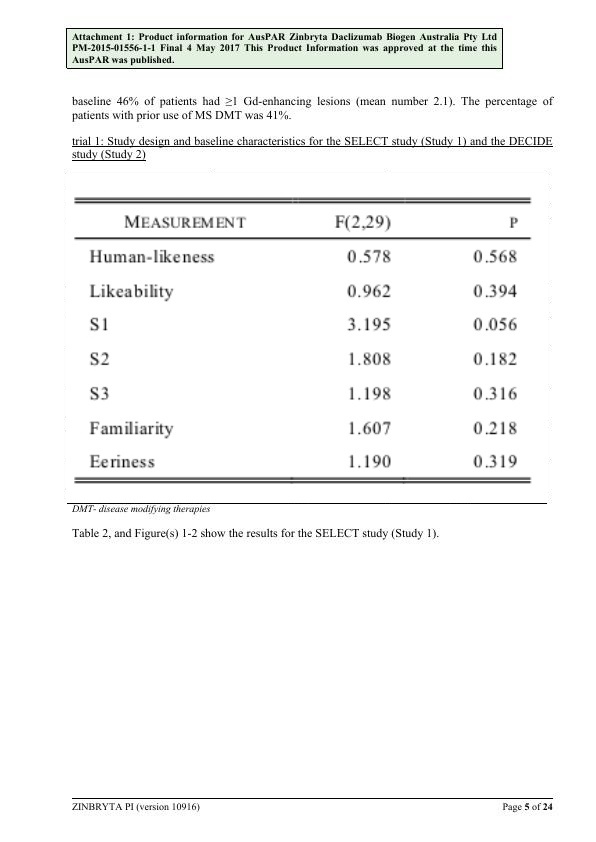 Attachment 1: Product information for AusPAR Zinbryta Daclizumab Biogen Australia Pty Ltd
PM-2015-01556-1-1 Final 4 May 2017 This Product Information was approved at the time this
AusPAR was published.
baseline 46% of patients had ≥1 Gd-enhancing lesions (mean number 2.1). The percentage of
patients with prior use of MS DMT was 41%.
trial 1: Study design and baseline characteristics for the SELECT study (Study 1) and the DECIDE
study (Study 2)
MEASUREMENT F(2,29) P
Human-likeness 0.578 0.568
Likeability 0.962 0.394
S1 3.195 0.056
S2 1.808 0.182
S3 1.198 0.316
Familiarity 1.607 0.218
Eeriness 1.190 0.319
DMT- disease modifying therapies
Table 2, and Figure(s) 1-2 show the results for the SELECT study (Study 1).
ZINBRYTA PI (version 10916) Page 5 of 24